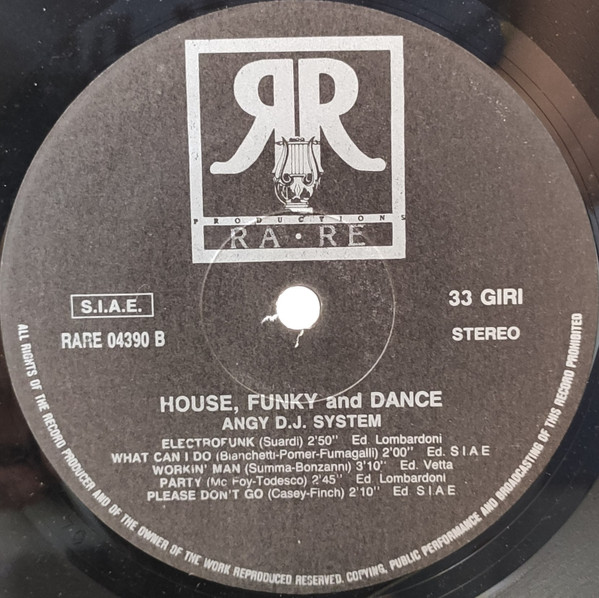 RR
PRODUCTIONS
RA·RE
S.I.A.E.
RARE 04390 B
33 GIRI
STEREO
HOUSE, FUNKY and DANCE
ANGY D.J. SYSTEM
ELECTROFUNK (Suardi) 2'50" Ed. Lombardoni
WHAT CAN I DO (Bianchetti-Pomer-Fumagalli) 2'00" Ed. S I A E
WORKIN' MAN (Summa-Bonzanni) 3'10" Ed. Vetta
PARTY (Mc Foy-Todesco) 2'45" Ed. Lombardoni
PLEASE DON'T GO (Casey-Finch) 2'10" Ed. S I A E
ALL RIGHTS OF THE RECORD PRODUCER AND OF THE OWNER OF THE WORK REPRODUCED RESERVED. COPYING, PUBLIC PERFORMANCE AND BROADCASTING OF THIS RECORD PROHIBITED